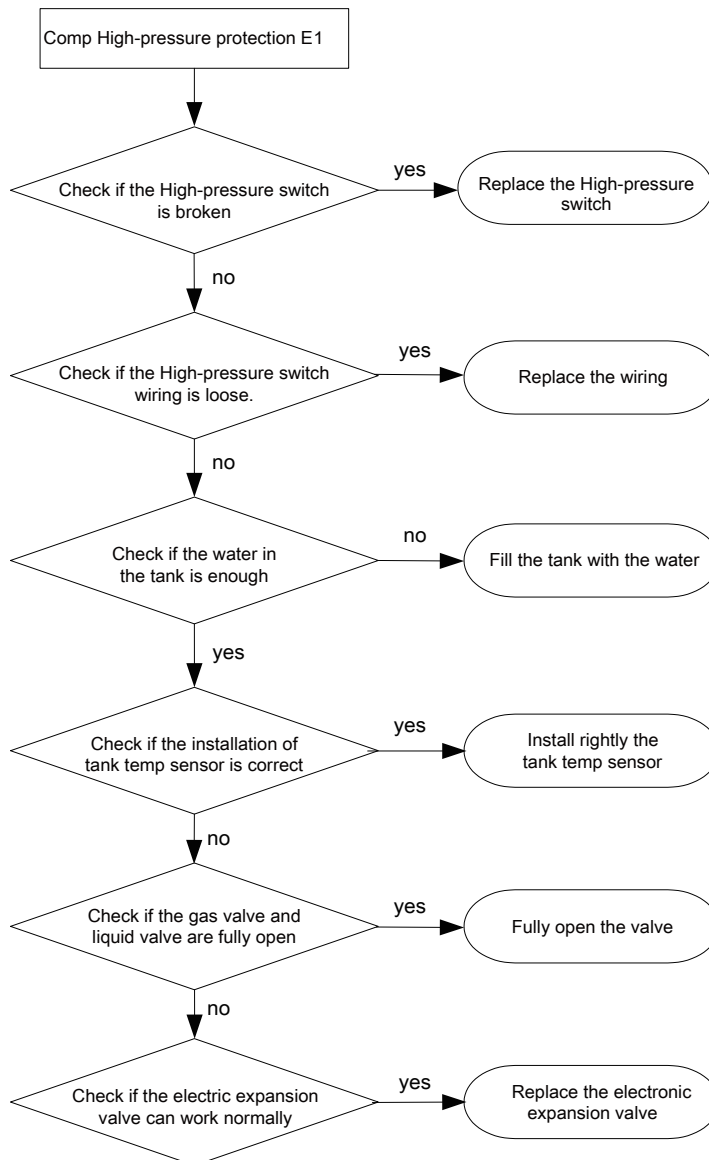 Comp High-pressure protection E1
yes
Check if the High-pressure switch
is broken
Replace the High-pressure
switch
no
yes
Check if the High-pressure switch
wiring is loose.
Replace the wiring
no
no
Check if the water in
the tank is enough
Fill the tank with the water
yes
yes
Check if the installation of
tank temp sensor is correct
Install rightly the
tank temp sensor
no
yes
Check if the gas valve and
liquid valve are fully open
Fully open the valve
no
yes
Check if the electric expansion
valve can work normally
Replace the electronic
expansion valve